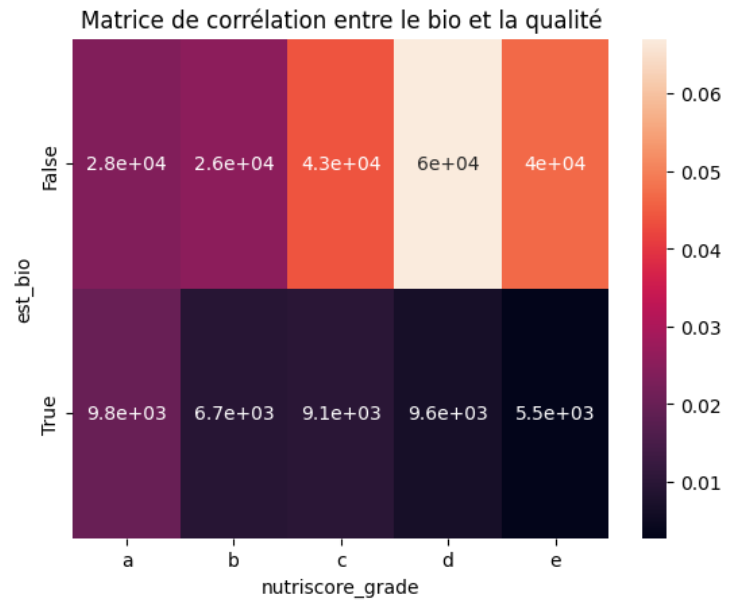 Matrice de corrélation entre le bio et la qualité
False
2.8e+04 2.6e+04 4.3e+04 6e+04 4e+04
True
9.8e+03 6.7e+03 9.1e+03 9.6e+03 5.5e+03
est_bio
a b c d e
nutriscore_grade
0.06
0.05
0.04
0.03
0.02
0.01